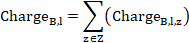 Charge_{B,l} = ∑_{z∈Z}(Charge_{B,l,z})